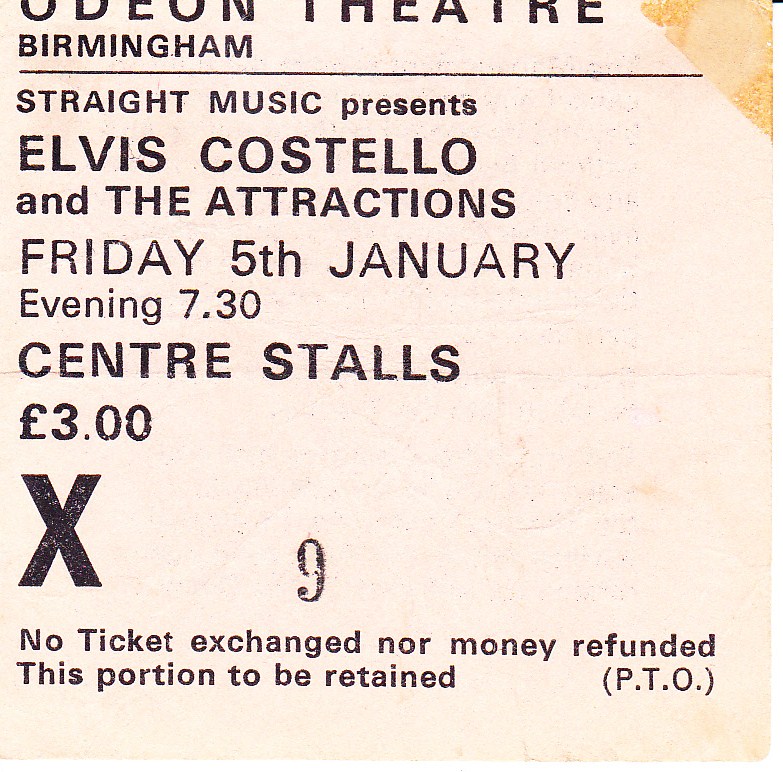 ODEON THEATRE
BIRMINGHAM
STRAIGHT MUSIC presents
ELVIS COSTELLO
and THE ATTRACTIONS
FRIDAY 5th JANUARY
Evening 7.30
CENTRE STALLS
£3.00
X 9
No Ticket exchanged nor money refunded
This portion to be retained (P.T.O.)